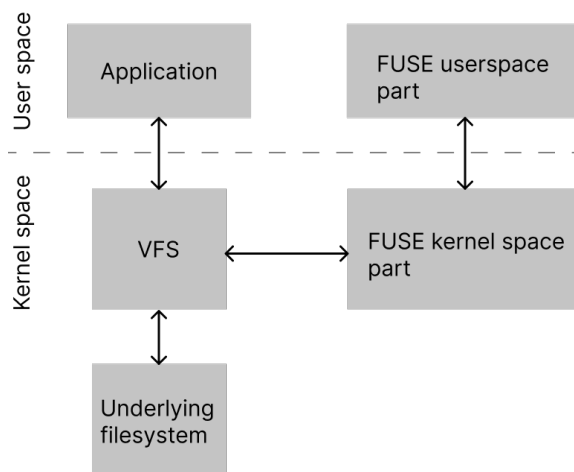 User space
Application
FUSE userspace
part
Kernel space
VFS
FUSE kernel space
part
Underlying
filesystem